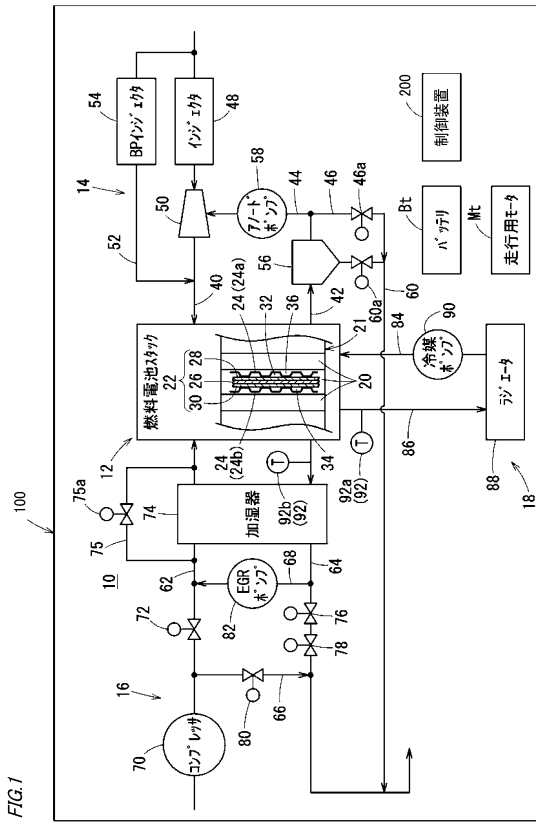 FIG.1
100
54
BPインジェクタ
14
52
50
インジェクタ
48
200
制御装置
アノードポンプ
58
44
46
46a
Bt
バッテリ
Mt
走行用モータ
40
56
42
60a
60
12
燃料電池スタック
22
28
26
30
24
(24a)
32
36
21
20
24
(24b)
34
84
90
冷媒ポンプ
86
ラジエータ
88
18
75a
75
74
加湿器
92b
(92)
T
92a
(92)
T
10
62
64
68
EGRポンプ
82
72
76
78
16
66
80
70
コンプレッサ